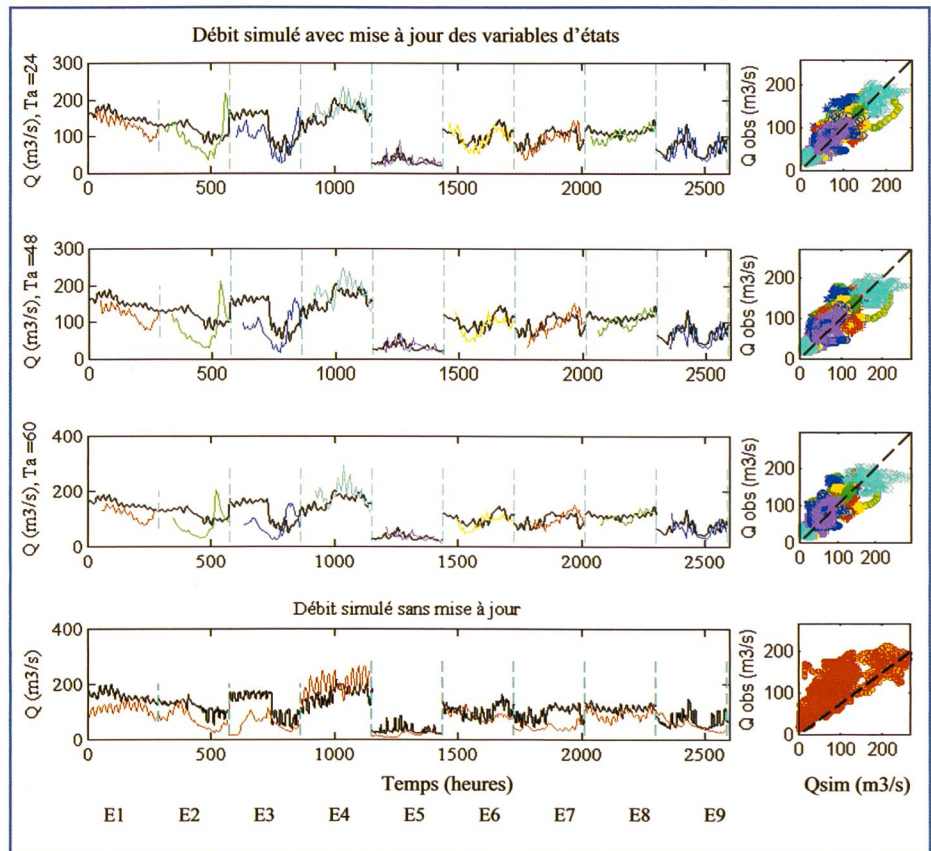 Débit simulé avec mise à jour des variables d'états
Q (m3/s), Ta =24
300
200
100
0
0 500 1000 1500 2000 2500
Q obs (m3/s)
200
100
0
0 100 200
Q (m3/s), Ta =48
300
200
100
0
0 500 1000 1500 2000 2500
Q obs (m3/s)
200
100
0
0 100 200
Q (m3/s), Ta =60
400
200
0
0 500 1000 1500 2000 2500
Q obs (m3/s)
200
100
0
0 100 200
Débit simulé sans mise à jour
Q (m3/s)
400
200
0
0 500 1000 1500 2000 2500
Q obs (m3/s)
200
100
0
0 100 200
Temps (heures)
Qsim (m3/s)
E1 E2 E3 E4 E5 E6 E7 E8 E9